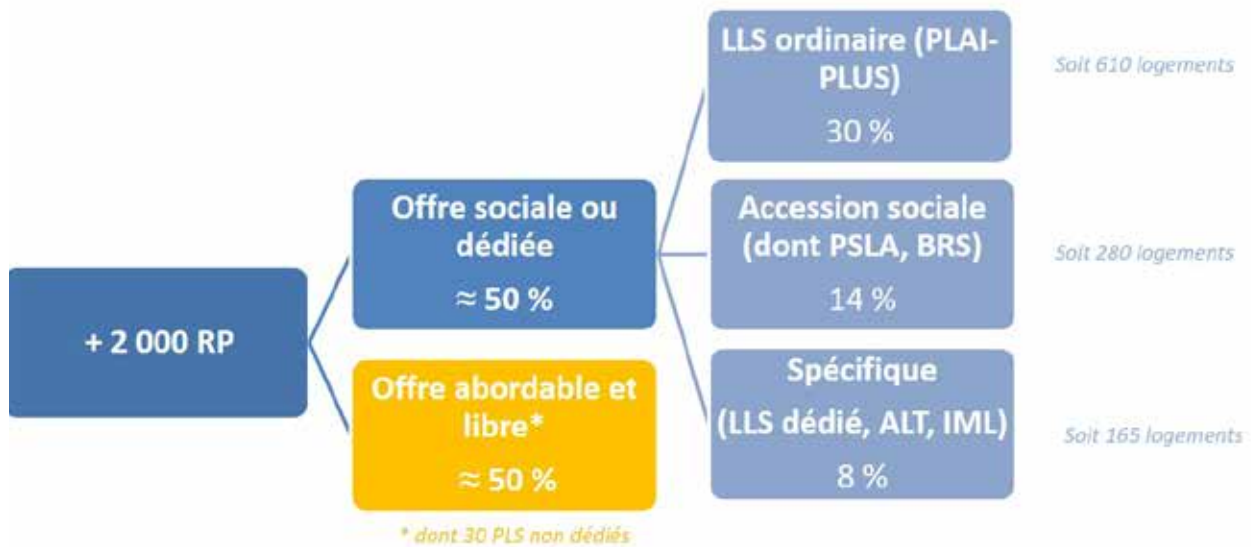 + 2 000 RP
Offre sociale ou
dédiée
≈ 50 %
Offre abordable et
libre*
≈ 50 %
* dont 30 PLS non dédiés
LLS ordinaire (PLAI-
PLUS)
30 %
Soit 610 logements
Accession sociale
(dont PSLA, BRS)
14 %
Soit 280 logements
Spécifique
(LLS dédié, ALT, IML)
8 %
Soit 165 logements